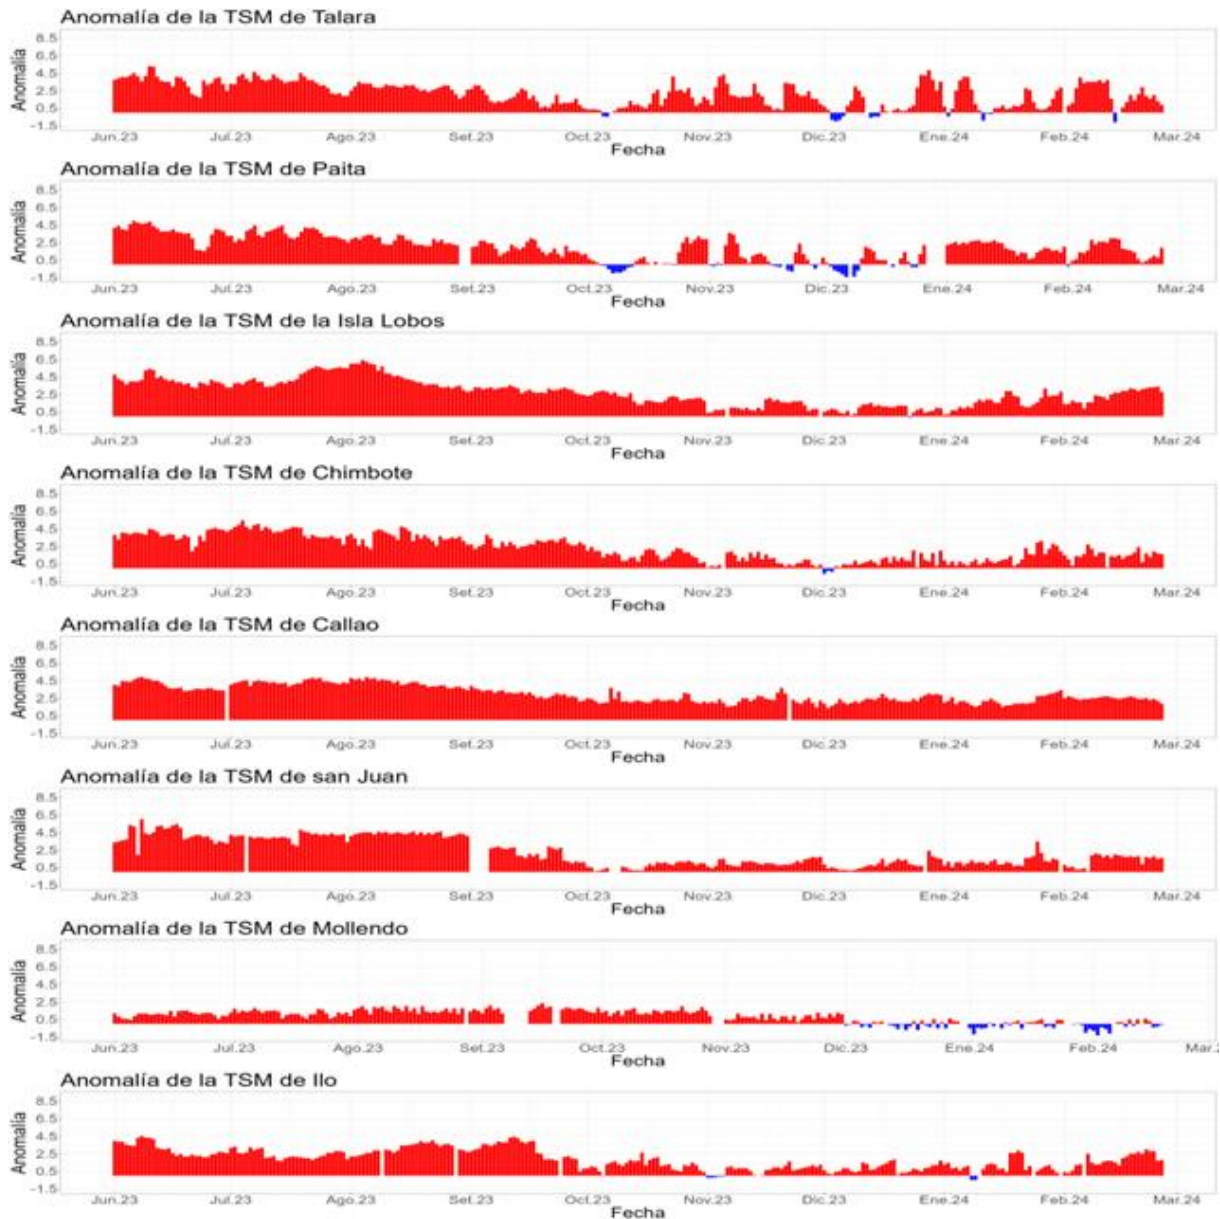 Anomalía de la TSM de Talara
Anomalía
8.5
6.5
4.5
2.5
0.5
-1.5
Jun.23 Jul.23 Ago.23 Set.23 Oct.23 Nov.23 Dic.23 Ene.24 Feb.24 Mar.24
Fecha
Anomalía de la TSM de Paita
Anomalía
8.5
6.5
4.5
2.5
0.5
-1.5
Jun.23 Jul.23 Ago.23 Set.23 Oct.23 Nov.23 Dic.23 Ene.24 Feb.24 Mar.24
Fecha
Anomalía de la TSM de la Isla Lobos
Anomalía
8.5
6.5
4.5
2.5
0.5
-1.5
Jun.23 Jul.23 Ago.23 Set.23 Oct.23 Nov.23 Dic.23 Ene.24 Feb.24 Mar.24
Fecha
Anomalía de la TSM de Chimbote
Anomalía
8.5
6.5
4.5
2.5
0.5
-1.5
Jun.23 Jul.23 Ago.23 Set.23 Oct.23 Nov.23 Dic.23 Ene.24 Feb.24 Mar.24
Fecha
Anomalía de la TSM de Callao
Anomalía
8.5
6.5
4.5
2.5
0.5
-1.5
Jun.23 Jul.23 Ago.23 Set.23 Oct.23 Nov.23 Dic.23 Ene.24 Feb.24 Mar.24
Fecha
Anomalía de la TSM de san Juan
Anomalía
8.5
6.5
4.5
2.5
0.5
-1.5
Jun.23 Jul.23 Ago.23 Set.23 Oct.23 Nov.23 Dic.23 Ene.24 Feb.24 Mar.24
Fecha
Anomalía de la TSM de Mollendo
Anomalía
8.5
6.5
4.5
2.5
0.5
-1.5
Jun.23 Jul.23 Ago.23 Set.23 Oct.23 Nov.23 Dic.23 Ene.24 Feb.24 Mar.2
Fecha
Anomalía de la TSM de Ilo
Anomalía
8.5
6.5
4.5
2.5
0.5
-1.5
Jun.23 Jul.23 Ago.23 Set.23 Oct.23 Nov.23 Dic.23 Ene.24 Feb.24 Mar.24
Fecha